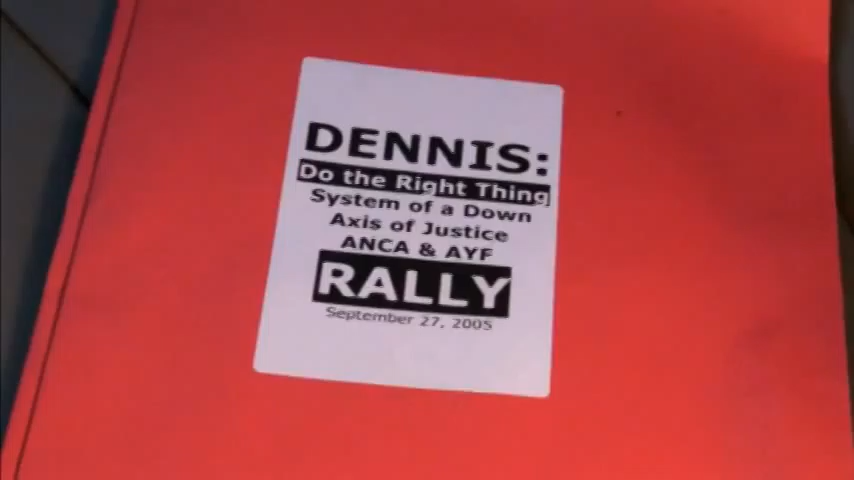 DENNIS:
Do the Right Thing
System of a Down
Axis of Justice
ANCA & AYF
RALLY
September 27, 2005